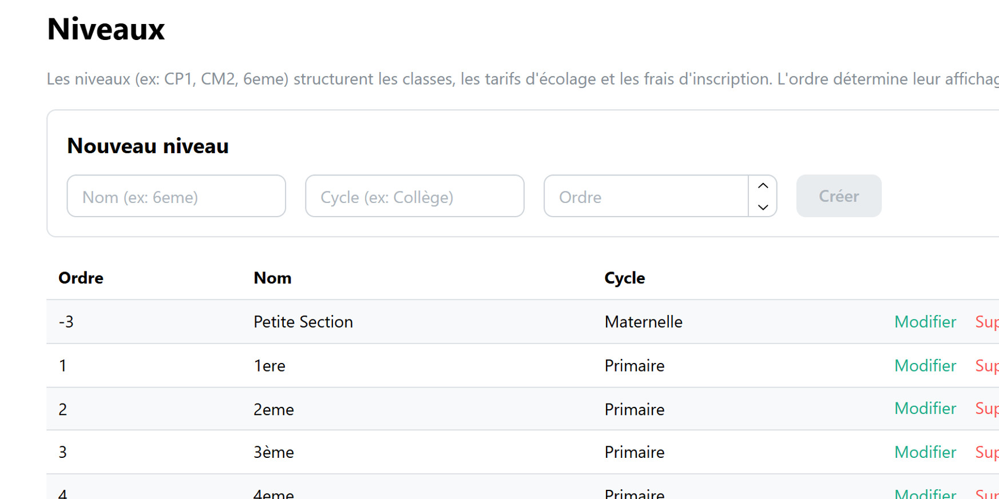 Niveaux
Les niveaux (ex: CP1, CM2, 6eme) structurent les classes, les tarifs d'écolage et les frais d'inscription. L'ordre détermine leur affichag
Nouveau niveau
Nom (ex: 6eme) Cycle (ex: Collège) Ordre Créer
Ordre Nom Cycle
-3 Petite Section Maternelle Modifier Sup
1 1ere Primaire Modifier Sup
2 2eme Primaire Modifier Sup
3 3ème Primaire Modifier Sup
4 4eme Primaire Modifier Sup